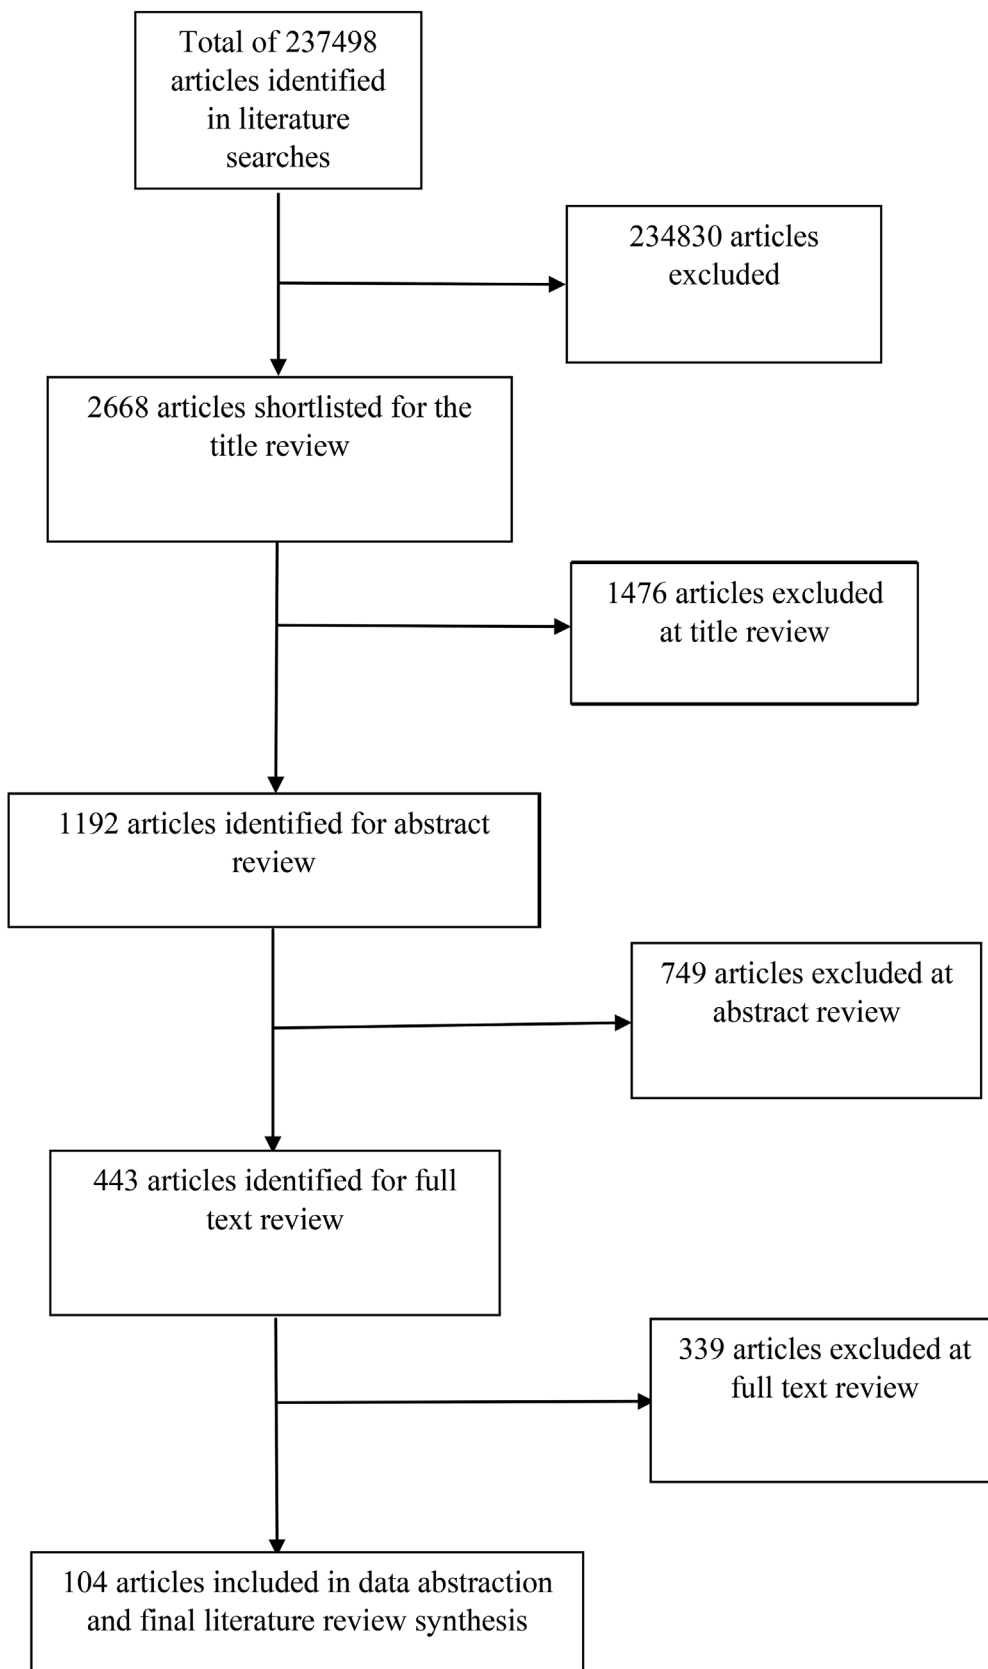 Total of 237498
articles identified
in literature
searches
234830 articles
excluded
2668 articles shortlisted for the
title review
1476 articles excluded
at title review
1192 articles identified for abstract
review
749 articles excluded at
abstract review
443 articles identified for full
text review
339 articles excluded at
full text review
104 articles included in data abstraction
and final literature review synthesis